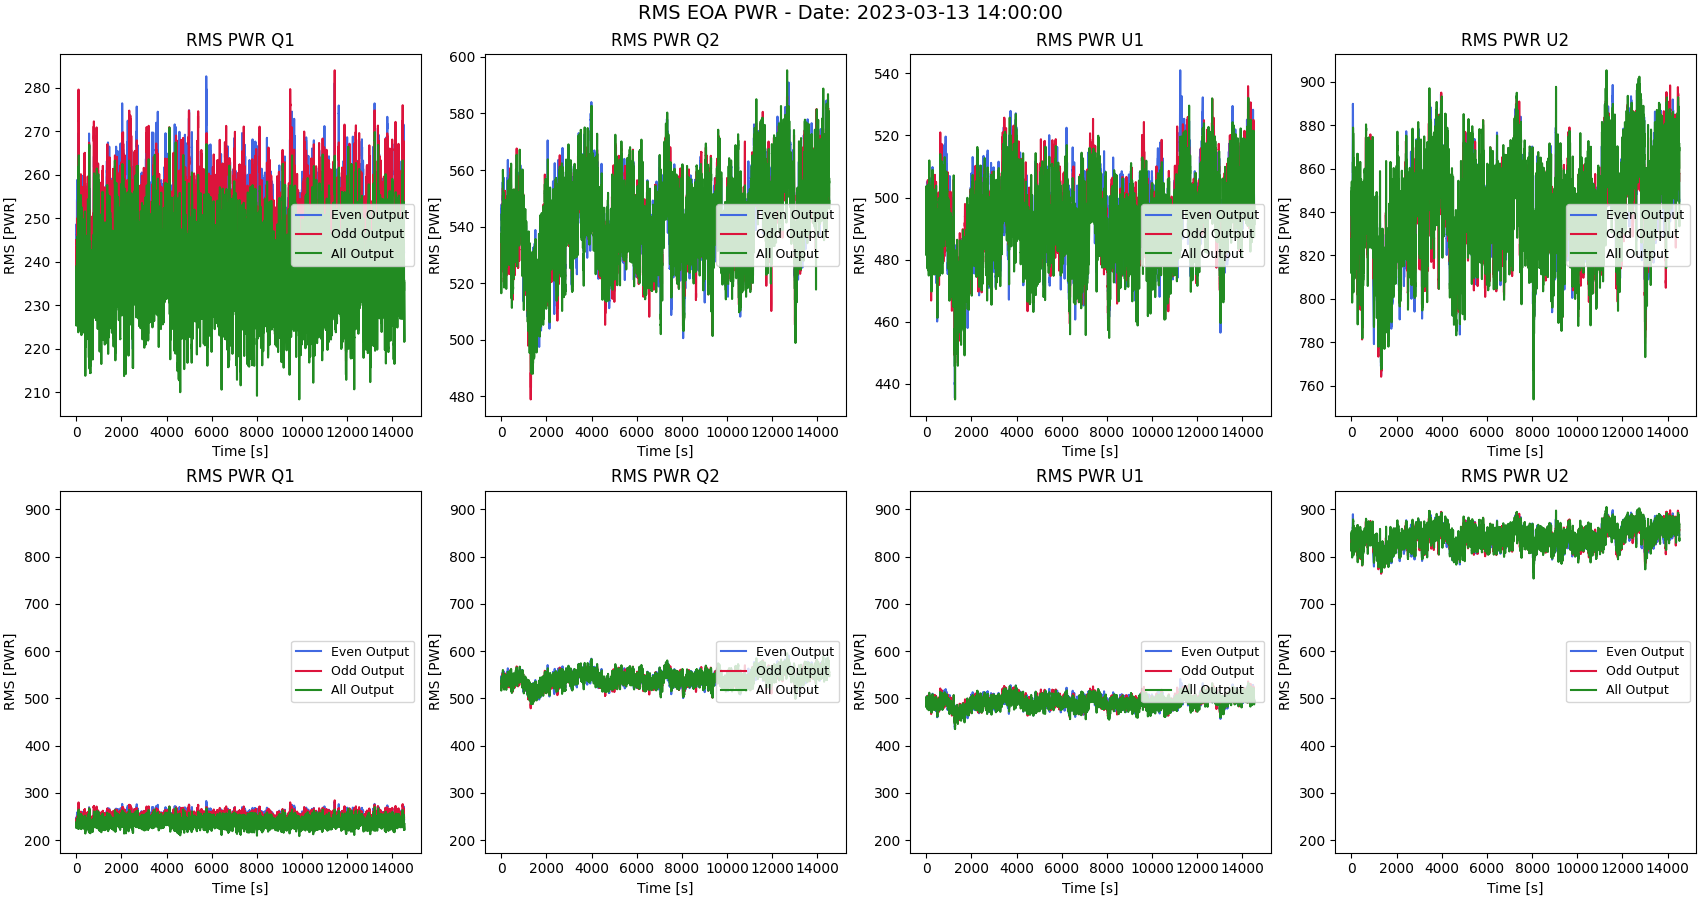 RMS EOA PWR - Date: 2023-03-13 14:00:00
RMS PWR Q1
RMS [PWR]
280
270
260
250
240
230
220
210
0 2000 4000 6000 8000 10000 12000 14000
Time [s]
Even Output
Odd Output
All Output
RMS PWR Q2
RMS [PWR]
600
580
560
540
520
500
480
0 2000 4000 6000 8000 10000 12000 14000
Time [s]
Even Output
Odd Output
All Output
RMS PWR U1
RMS [PWR]
540
520
500
480
460
440
0 2000 4000 6000 8000 10000 12000 14000
Time [s]
Even Output
Odd Output
All Output
RMS PWR U2
RMS [PWR]
900
880
860
840
820
800
780
760
0 2000 4000 6000 8000 10000 12000 14000
Time [s]
Even Output
Odd Output
All Output
RMS PWR Q1
RMS [PWR]
900
800
700
600
500
400
300
200
0 2000 4000 6000 8000 10000 12000 14000
Time [s]
Even Output
Odd Output
All Output
RMS PWR Q2
RMS [PWR]
900
800
700
600
500
400
300
200
0 2000 4000 6000 8000 10000 12000 14000
Time [s]
Even Output
Odd Output
All Output
RMS PWR U1
RMS [PWR]
900
800
700
600
500
400
300
200
0 2000 4000 6000 8000 10000 12000 14000
Time [s]
Even Output
Odd Output
All Output
RMS PWR U2
RMS [PWR]
900
800
700
600
500
400
300
200
0 2000 4000 6000 8000 10000 12000 14000
Time [s]
Even Output
Odd Output
All Output